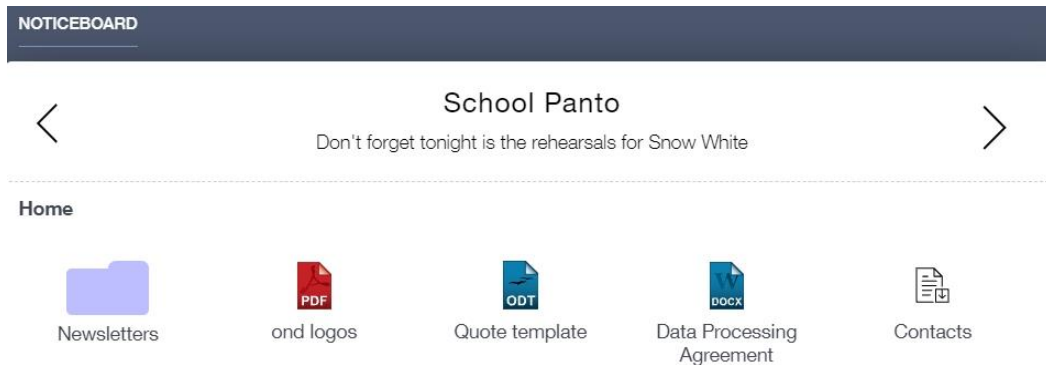 NOTICEBOARD
School Panto
Don't forget tonight is the rehearsals for Snow White
Home
PDF
ODT
W
DOCX
Newsletters
ond logos
Quote template
Data Processing
Agreement
Contacts